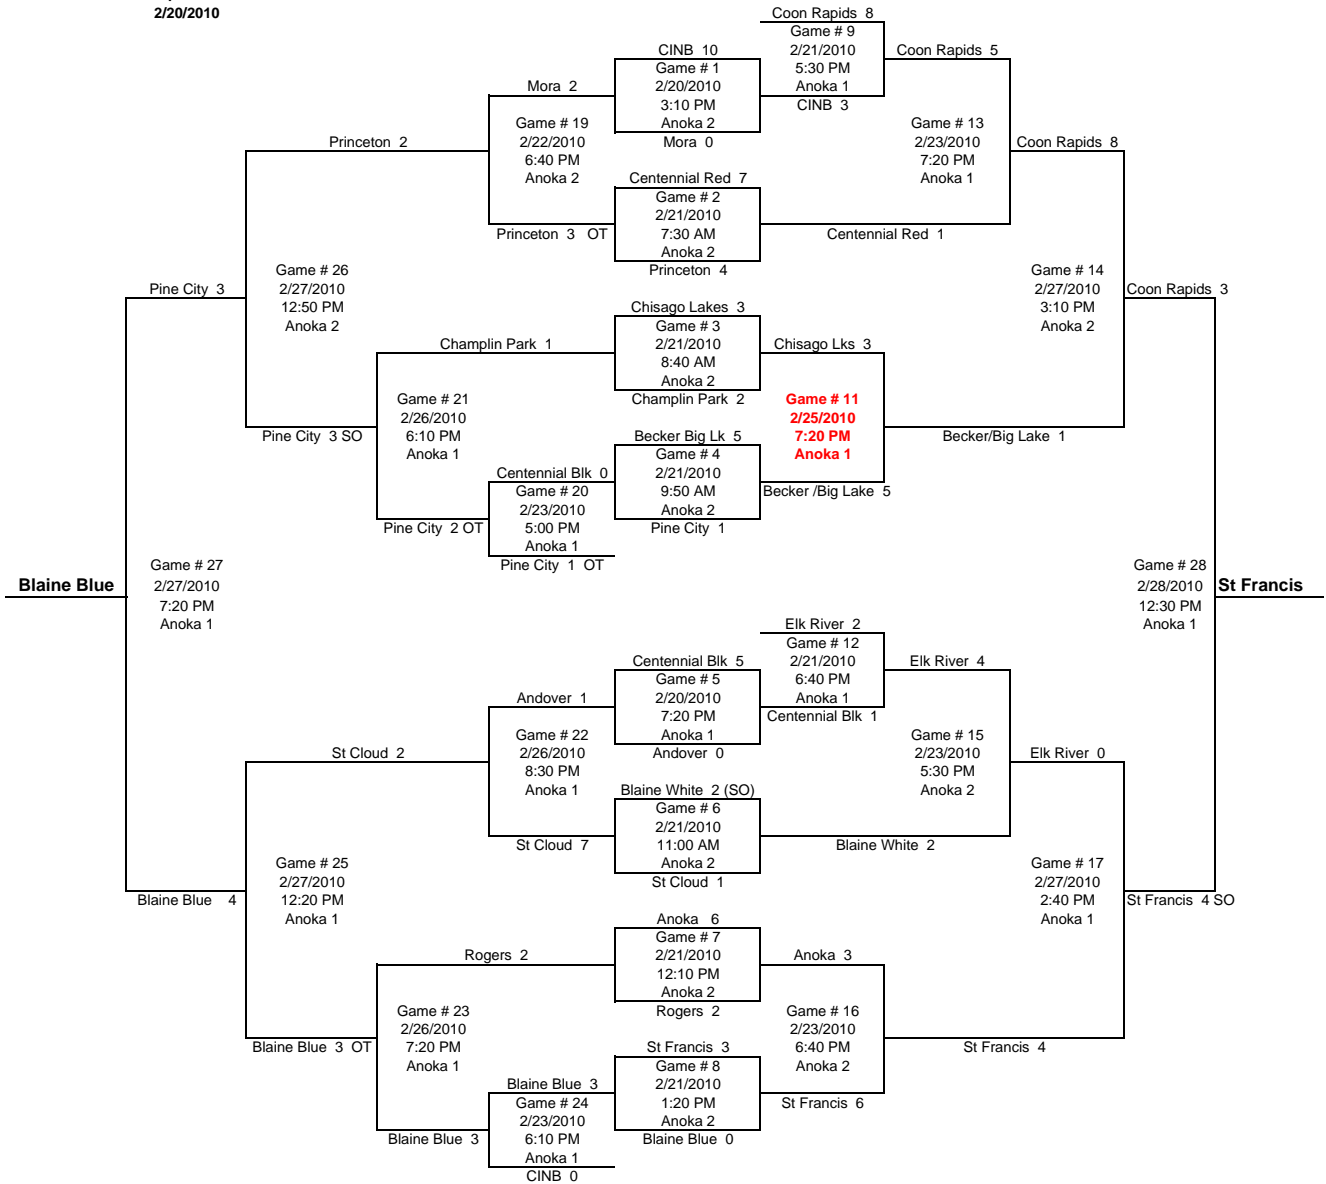 2/20/2010
Coon Rapids 8
Game # 9
2/21/2010
5:30 PM
Anoka 1
CINB 3
CINB 10
Game # 1
2/20/2010
3:10 PM
Anoka 2
Mora 0
Coon Rapids 5
Mora 2
Game # 19
2/22/2010
6:40 PM
Anoka 2
Princeton 3 OT
Princeton 2
Game # 13
2/23/2010
7:20 PM
Anoka 1
Coon Rapids 8
Centennial Red 7
Game # 2
2/21/2010
7:30 AM
Anoka 2
Princeton 4
Centennial Red 1
Game # 26
2/27/2010
12:50 PM
Anoka 2
Pine City 3
Game # 14
2/27/2010
3:10 PM
Anoka 2
Coon Rapids 3
Chisago Lakes 3
Game # 3
2/21/2010
8:40 AM
Anoka 2
Champlin Park 2
Champlin Park 1
Chisago Lks 3
Game # 21
2/26/2010
6:10 PM
Anoka 1
Pine City 3 SO
Game # 11
2/25/2010
7:20 PM
Anoka 1
Becker/Big Lake 1
Becker Big Lk 5
Game # 4
2/21/2010
9:50 AM
Anoka 2
Pine City 1
Becker /Big Lake 5
Centennial Blk 0
Game # 20
2/23/2010
5:00 PM
Anoka 1
Pine City 1 OT
Pine City 2 OT
Blaine Blue
Game # 27
2/27/2010
7:20 PM
Anoka 1
Game # 28
2/28/2010
12:30 PM
Anoka 1
St Francis
Elk River 2
Game # 12
2/21/2010
6:40 PM
Anoka 1
Centennial Blk 1
Centennial Blk 5
Game # 5
2/20/2010
7:20 PM
Anoka 1
Andover 0
Elk River 4
Andover 1
Game # 22
2/26/2010
8:30 PM
Anoka 1
St Cloud 7
St Cloud 2
Game # 15
2/23/2010
5:30 PM
Anoka 2
Elk River 0
Blaine White 2 (SO)
Game # 6
2/21/2010
11:00 AM
Anoka 2
St Cloud 1
Blaine White 2
Game # 25
2/27/2010
12:20 PM
Anoka 1
Blaine Blue 4
Game # 17
2/27/2010
2:40 PM
Anoka 1
St Francis 4 SO
Anoka 6
Game # 7
2/21/2010
12:10 PM
Anoka 2
Rogers 2
Rogers 2
Anoka 3
Game # 23
2/26/2010
7:20 PM
Anoka 1
Blaine Blue 3 OT
Game # 16
2/23/2010
6:40 PM
Anoka 2
St Francis 4
St Francis 3
Game # 8
2/21/2010
1:20 PM
Anoka 2
Blaine Blue 0
St Francis 6
Blaine Blue 3
Game # 24
2/23/2010
6:10 PM
Anoka 1
CINB 0
Blaine Blue 3